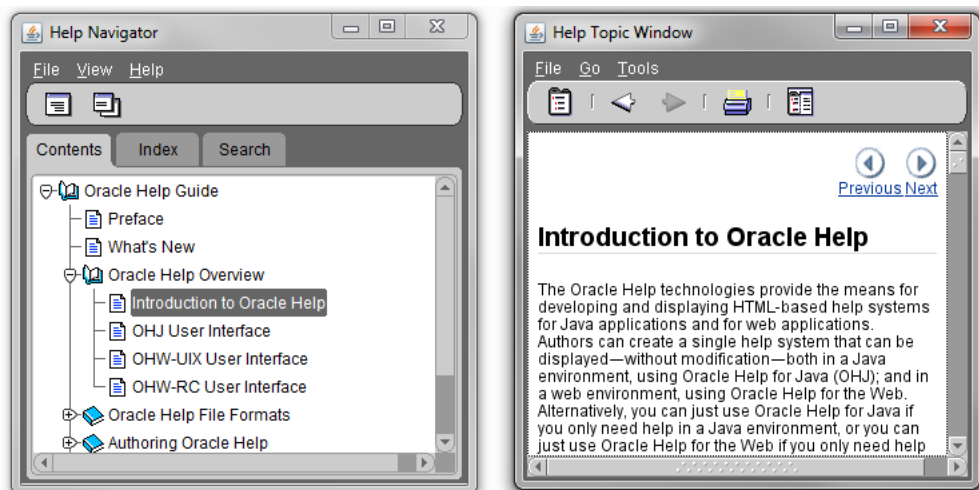 Help Navigator
File View Help
Contents Index Search
Oracle Help Guide
Preface
What's New
Oracle Help Overview
Introduction to Oracle Help
OHJ User Interface
OHW-UIX User Interface
OHW-RC User Interface
Oracle Help File Formats
Authoring Oracle Help
Help Topic Window
File Go Tools
Previous Next
Introduction to Oracle Help
The Oracle Help technologies provide the means for
developing and displaying HTML-based help systems
for Java applications and for web applications.
Authors can create a single help system that can be
displayed—without modification—both in a Java
environment, using Oracle Help for Java (OHJ); and in
a web environment, using Oracle Help for the Web.
Alternatively, you can just use Oracle Help for Java if
you only need help in a Java environment, or you can
just use Oracle Help for the Web if you only need help